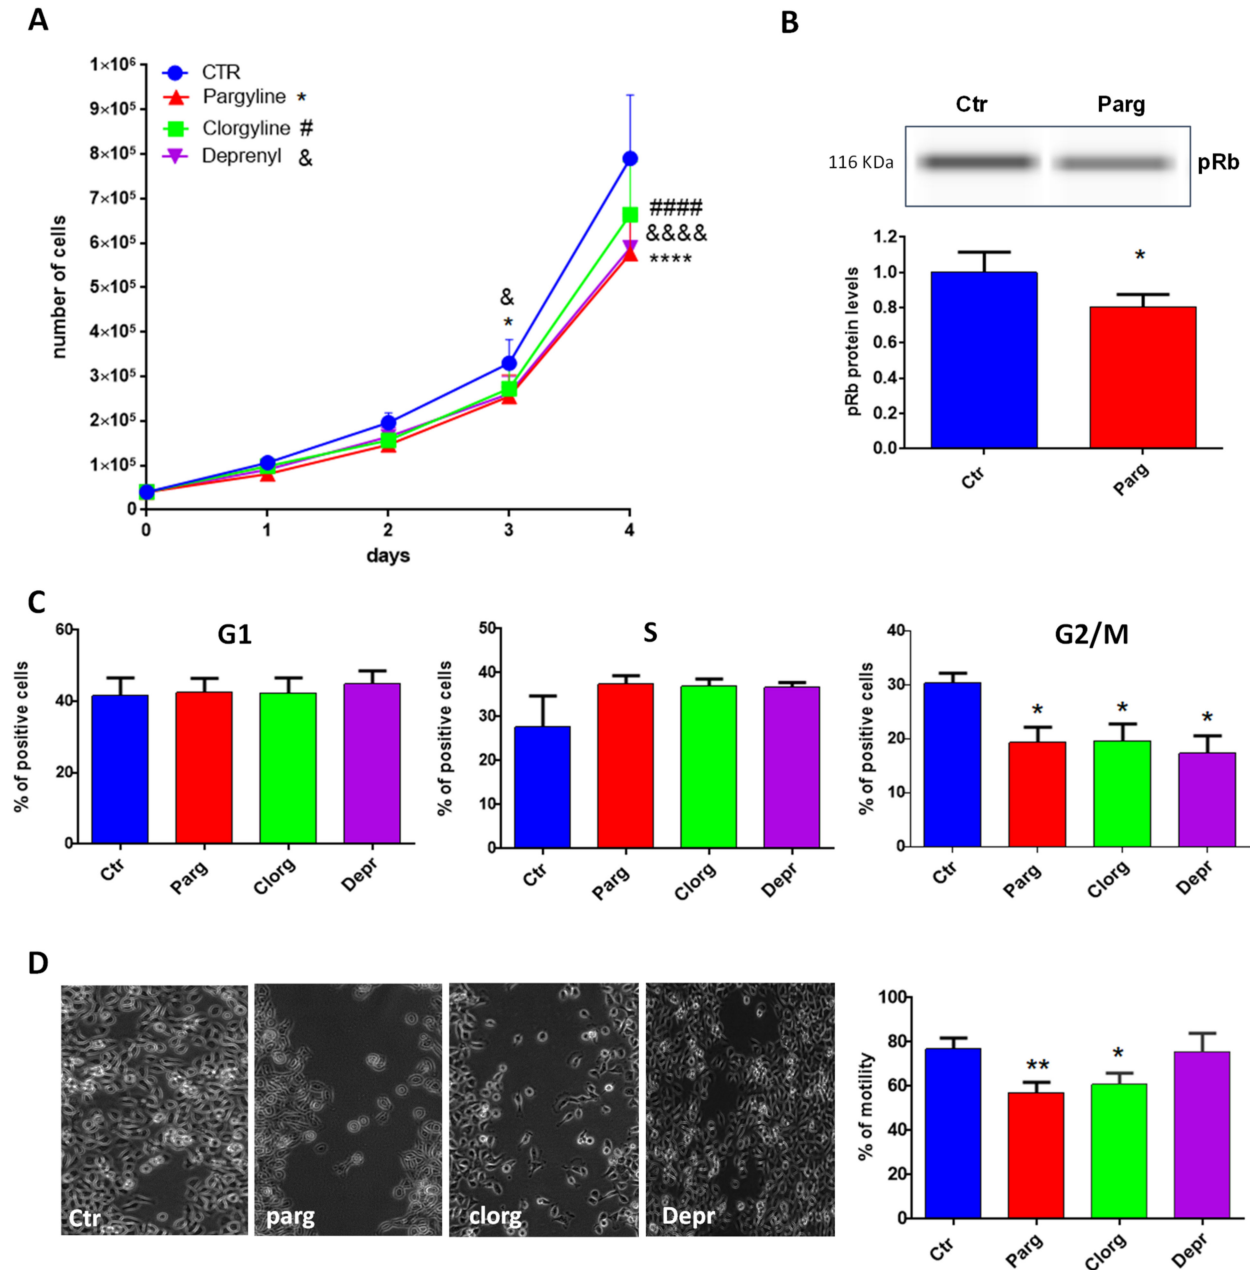 A
1×10⁶
9×10⁵
8×10⁵
7×10⁵
6×10⁵
5×10⁵
4×10⁵
3×10⁵
2×10⁵
1×10⁵
0
number of cells
CTR
Pargyline *
Clorgyline #
Deprenyl &
&
*
####
&&&&
****
0 1 2 3 4
days
B
Ctr Parg
116 KDa pRb
1.2
1.0
0.8
0.6
0.4
0.2
0.0
pRb protein levels
*
Ctr Parg
C
G1
60
40
20
0
% of positive cells
Ctr Parg Clorg Depr
S
50
40
30
20
10
0
% of positive cells
Ctr Parg Clorg Depr
G2/M
40
30
20
10
0
% of positive cells
* * *
Ctr Parg Clorg Depr
D
Ctr parg clorg Depr
100
80
60
40
20
0
% of motility
** *
Ctr Parg Clorg Depr